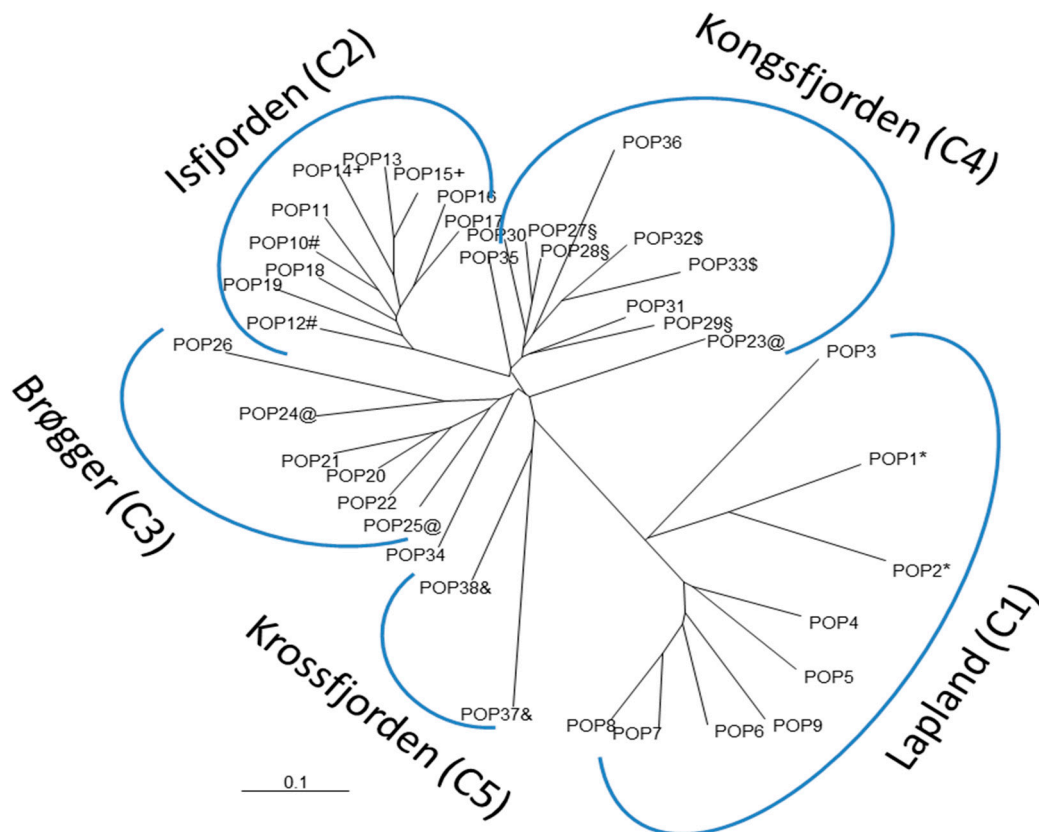 Isfjorden (C2)
Kongsfjorden (C4)
POP36
POP13
POP14+
POP15+
POP16
POP11
POP17
POP30
POP27§
POP10#
POP28§
POP32$
POP35
POP18
POP33$
POP19
POP31
POP12#
POP29§
POP23@
POP26
POP3
Brøgger (C3)
POP24@
POP21
POP20
POP22
POP25@
POP34
POP1*
POP2*
POP38&
Krossfjorden (C5)
POP4
POP5
Lapland (C1)
POP37&
POP8
POP7
POP6
POP9
0.1